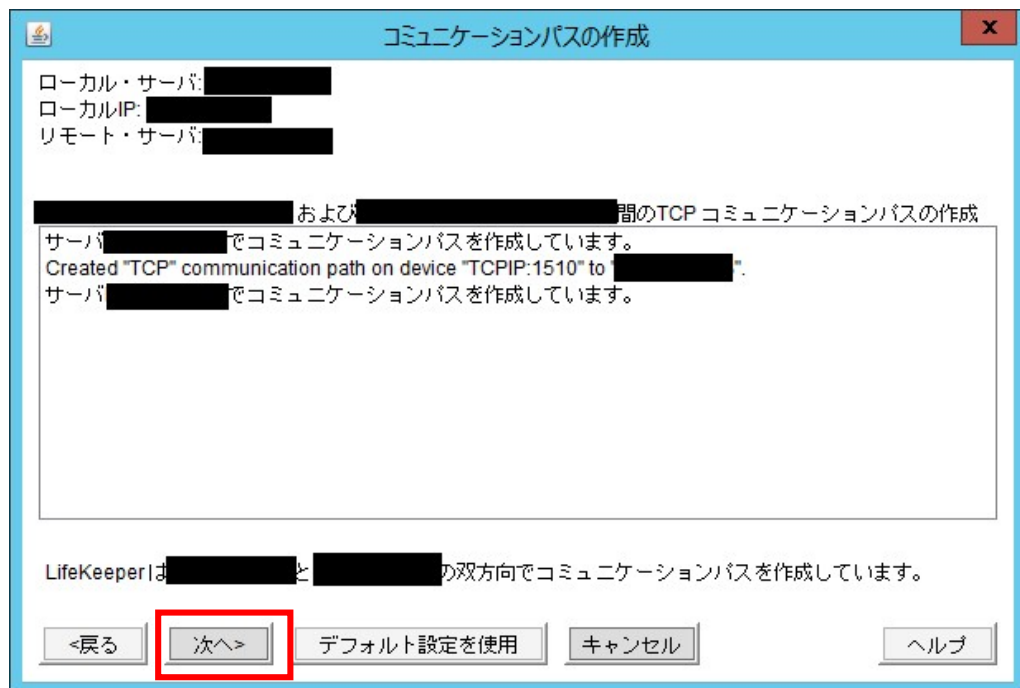 コミュニケーションパスの作成
x
ローカル・サーバ:
ローカルIP:
リモート・サーバ:
および 間のTCP コミュニケーションパスの作成
サーバ でコミュニケーションパスを作成しています。
Created "TCP" communication path on device "TCPIP:1510" to " ".
サーバ でコミュニケーションパスを作成しています。
LifeKeeperは と の双方向でコミュニケーションパスを作成しています。
<戻る 次へ> デフォルト設定を使用 キャンセル ヘルプ